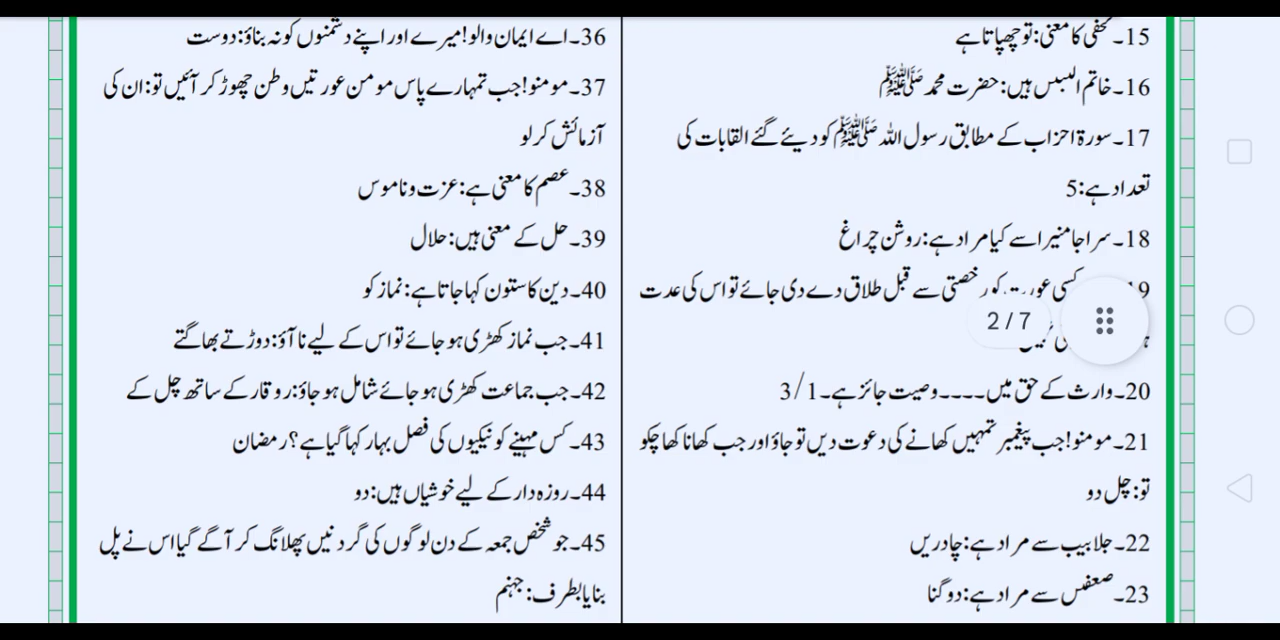 15۔تخفی کا معنی: تو چھپاتا ہے
16۔خاتم النبیین ہیں: حضرت محمد ﷺ
17۔سورۃ احزاب کے مطابق رسول اللہ ﷺ کو دیئے گئے القابات کی
تعداد ہے: 5
18۔سراجا منیرا سے کیا مراد ہے: روشن چراغ
کسی عورت کو رخصتی سے قبل طلاق دے دی جائے تو اس کی عدت
20۔وارث کے حق میں۔۔۔۔وصیت جائز ہے۔1/3
21۔مومنو! جب پیغمبر تمہیں کھانے کی دعوت دیں تو جاؤ اور جب کھانا کھا چکو
تو: چل دو
22۔جلابیب سے مراد ہے: چادریں
23۔ضعفین سے مراد ہے: دوگنا
36۔اے ایمان والو! میرے اور اپنے دشمنوں کو نہ بناؤ: دوست
37۔مومنو! جب تمہارے پاس مومن عورتیں وطن چھوڑ کر آئیں تو: ان کی
آزمائش کرلو
38۔عصم کا معنی ہے: عزت و ناموس
39۔حل کے معنی ہیں: حلال
40۔دین کا ستون کہا جاتا ہے: نماز کو
41۔جب نماز کھڑی ہو جائے تو اس کے لیے نا آؤ: دوڑتے بھاگتے
42۔جب جماعت کھڑی ہو جائے شامل ہو جاؤ: روقار کے ساتھ چل کے
43۔کس مہینے کو نیکیوں کی فصل بہار کہا گیا ہے؟ رمضان
44۔روزہ دار کے لیے خوشیاں ہیں: دو
45۔جو شخص جمعہ کے دن لوگوں کی گردنیں پھلانگ کر آگے گیا اس نے پل
بنایا بطرف: جہنم
2 / 7